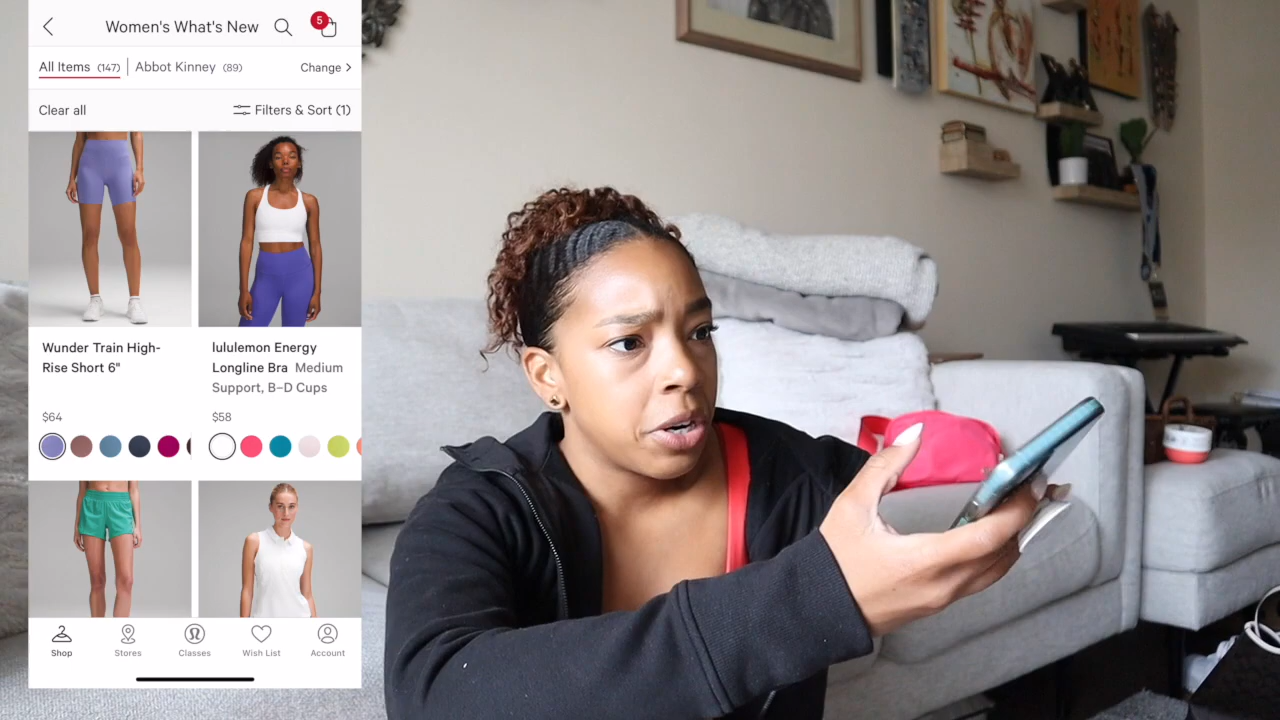 Women's What's New
5
All Items (147)
Abbot Kinney (89)
Change
Clear all
Filters & Sort (1)
Wunder Train High-
Rise Short 6"
$64
lululemon Energy
Longline Bra Medium
Support, B–D Cups
$58
Shop
Stores
Classes
Wish List
Account